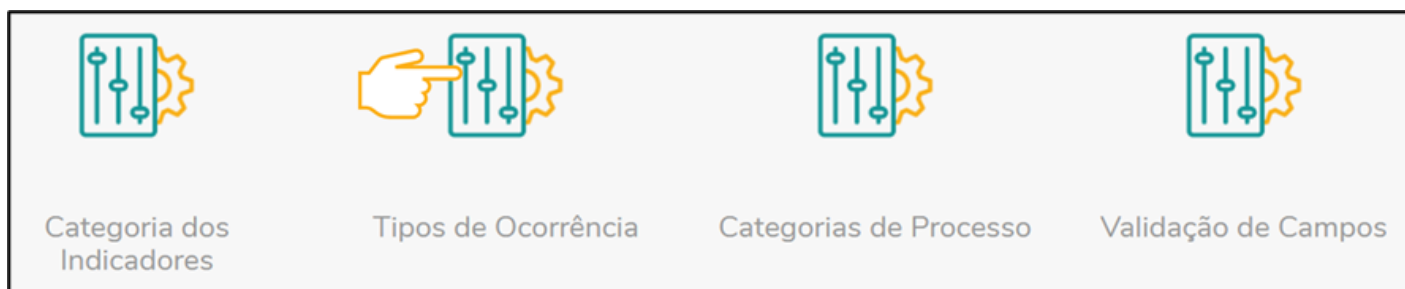 Categoria dos
Indicadores
Tipos de Ocorrência
Categorias de Processo
Validação de Campos